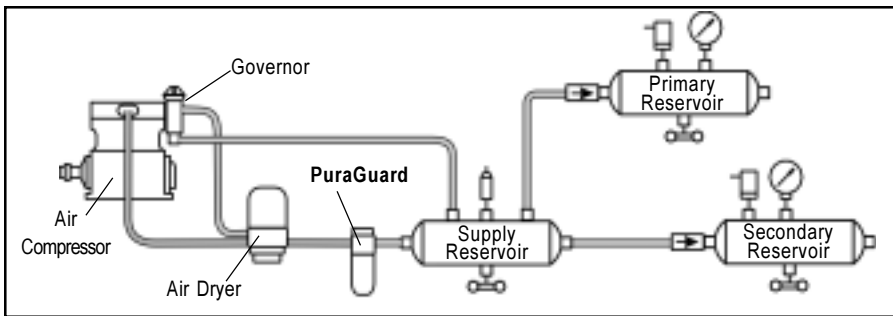 Governor
Primary
Reservoir
PuraGuard
Air
Compressor
Supply
Reservoir
Secondary
Reservoir
Air Dryer